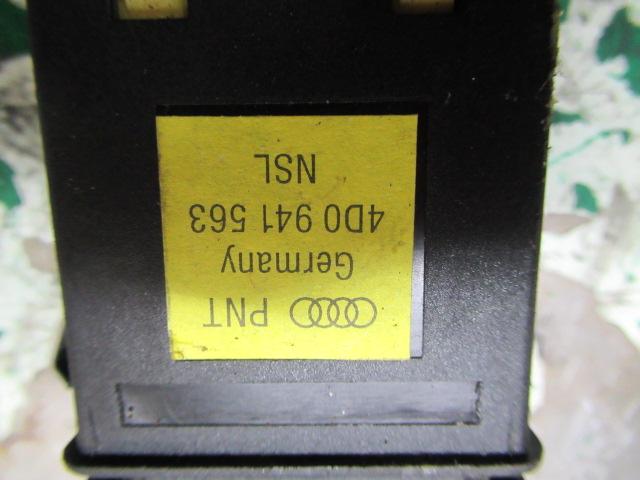 PNT
Germany
4D0 941 563
NSL